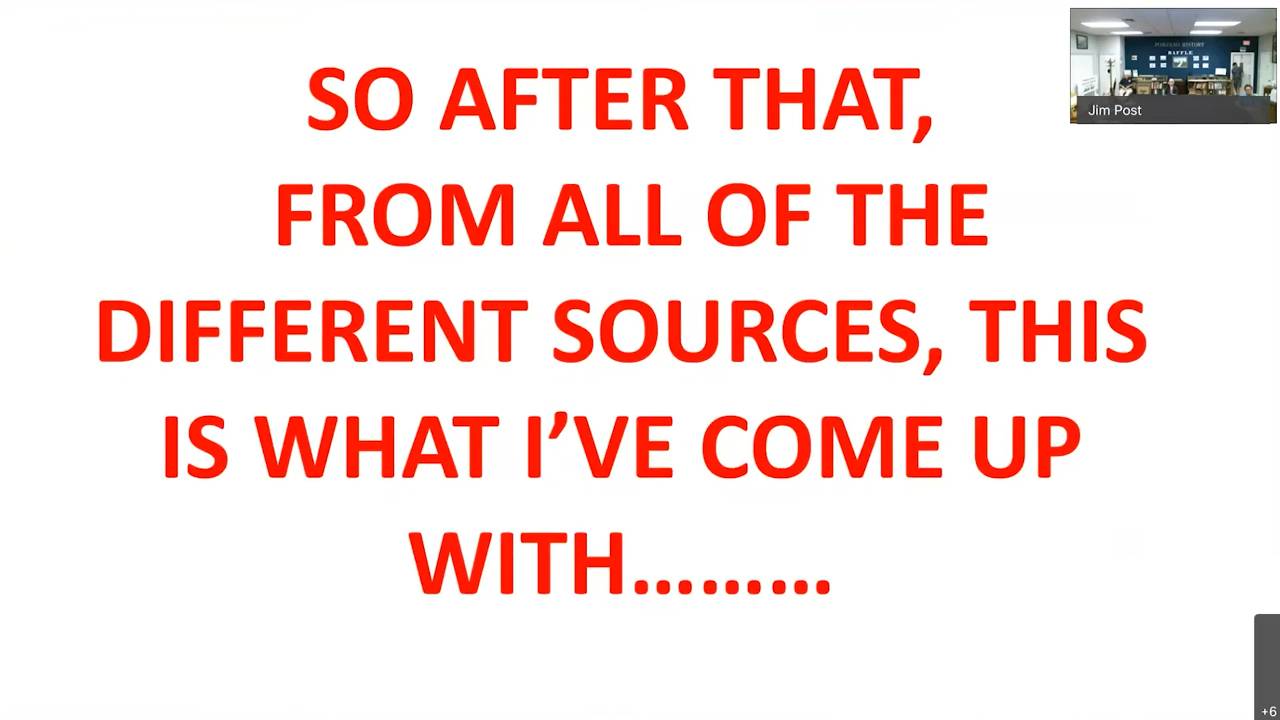 SO AFTER THAT,
FROM ALL OF THE
DIFFERENT SOURCES, THIS
IS WHAT I’VE COME UP
WITH………
RAFFLE
Jim Post
+6